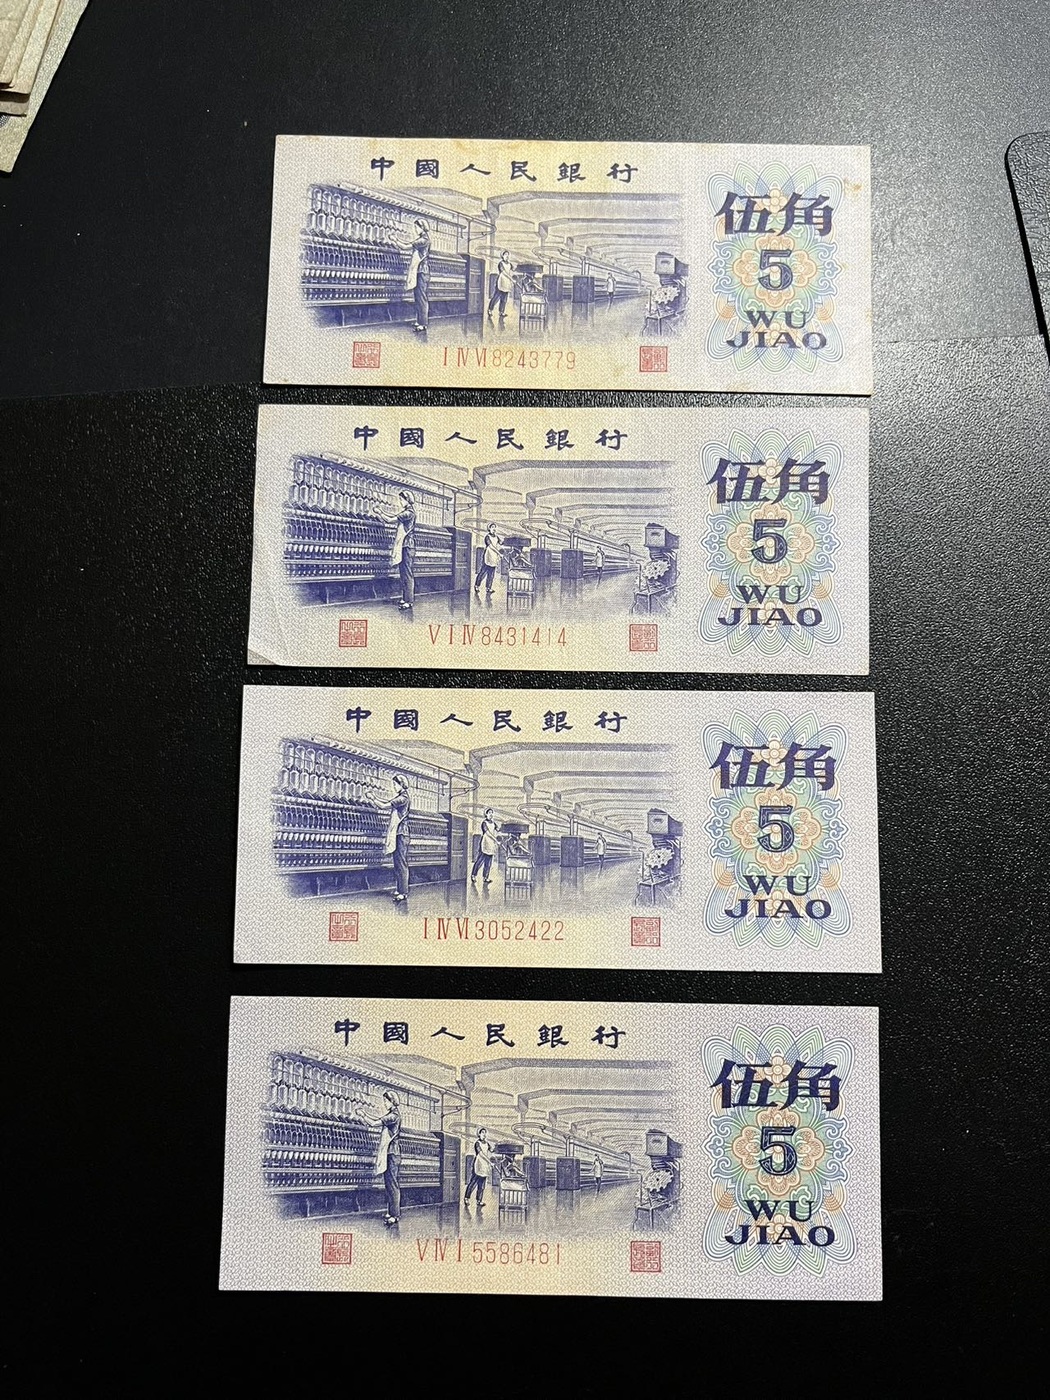 中國人民銀行
伍角
5
WU
JIAO
I IV VI 8243779
中國人民銀行
伍角
5
WU
JIAO
V I IV 8431414
中國人民銀行
伍角
5
WU
JIAO
I IV VI 3052422
中國人民銀行
伍角
5
WU
JIAO
V IV I 5586481